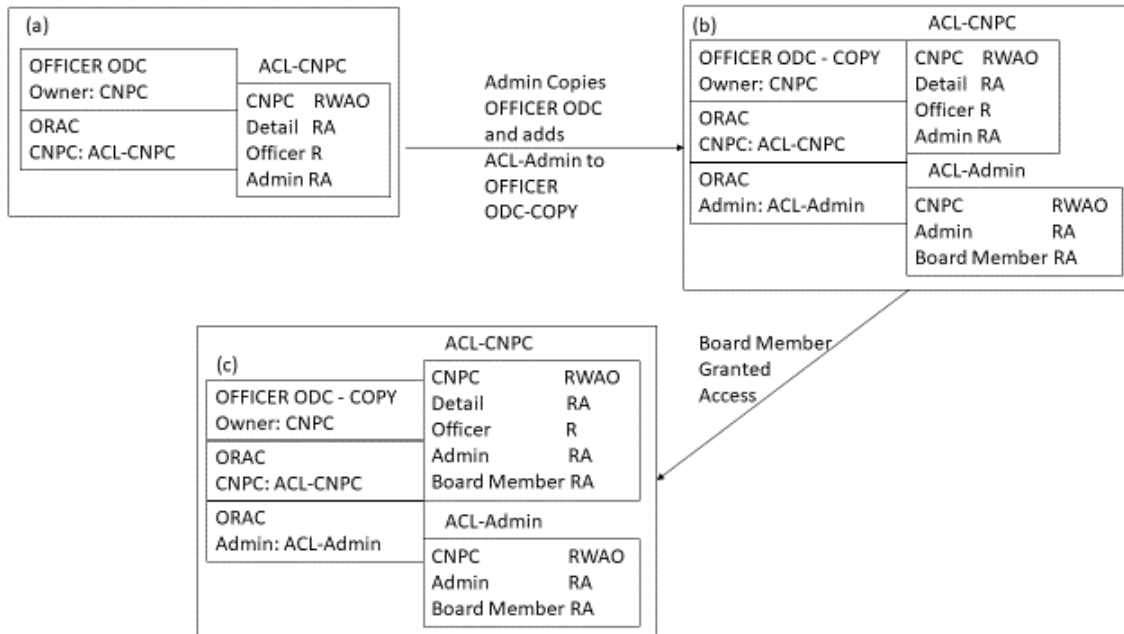 (a)
OFFICER ODC
Owner: CNPC
ORAC
CNPC: ACL-CNPC
ACL-CNPC
CNPC RWAO
Detail RA
Officer R
Admin RA
Admin Copies
OFFICER ODC
and adds
ACL-Admin to
OFFICER
ODC-COPY
(b)
OFFICER ODC - COPY
Owner: CNPC
ORAC
CNPC: ACL-CNPC
ORAC
Admin: ACL-Admin
ACL-CNPC
CNPC RWAO
Detail RA
Officer R
Admin RA
ACL-Admin
CNPC RWAO
Admin RA
Board Member RA
Board Member
Granted
Access
(c)
OFFICER ODC - COPY
Owner: CNPC
ORAC
CNPC: ACL-CNPC
ORAC
Admin: ACL-Admin
ACL-CNPC
CNPC RWAO
Detail RA
Officer R
Admin RA
Board Member RA
ACL-Admin
CNPC RWAO
Admin RA
Board Member RA